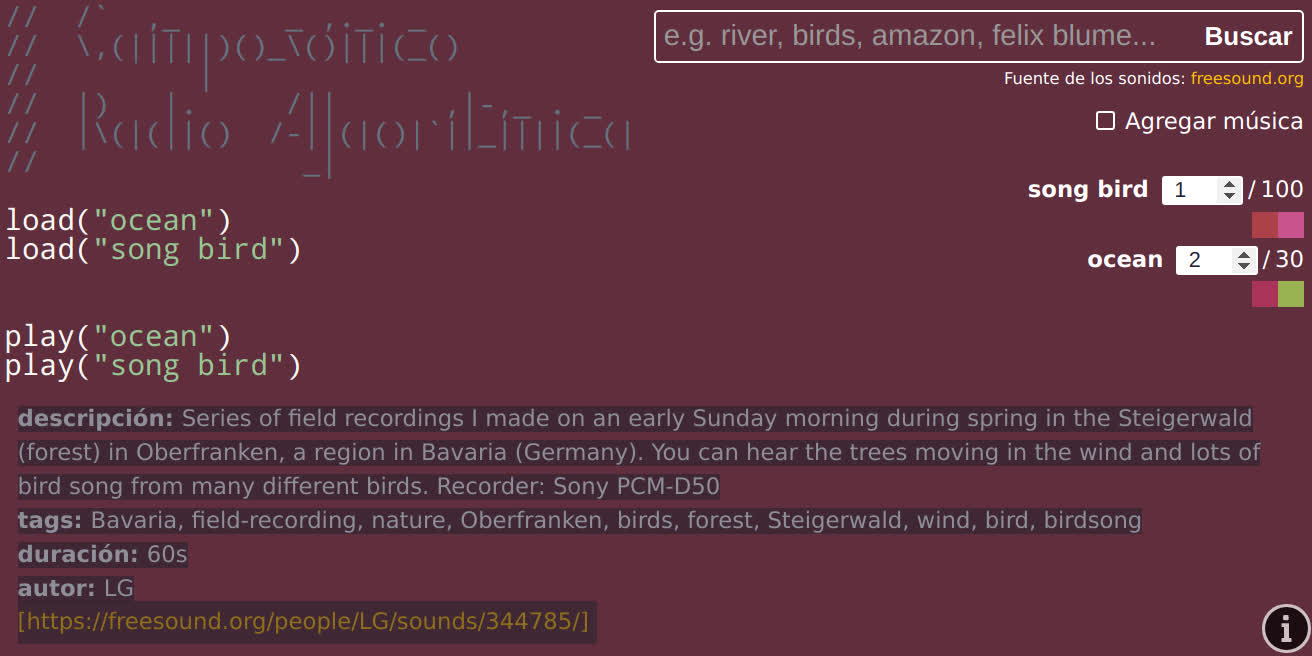 e.g. river, birds, amazon, felix blume...
Buscar
Fuente de los sonidos: freesound.org
Agregar música
song bird 1 / 100
ocean 2 / 30
load("ocean")
load("song bird")
play("ocean")
play("song bird")
descripción: Series of field recordings I made on an early Sunday morning during spring in the Steigerwald
(forest) in Oberfranken, a region in Bavaria (Germany). You can hear the trees moving in the wind and lots of
bird song from many different birds. Recorder: Sony PCM-D50
tags: Bavaria, field-recording, nature, Oberfranken, birds, forest, Steigerwald, wind, bird, birdsong
duración: 60s
autor: LG
[https://freesound.org/people/LG/sounds/344785/]
i